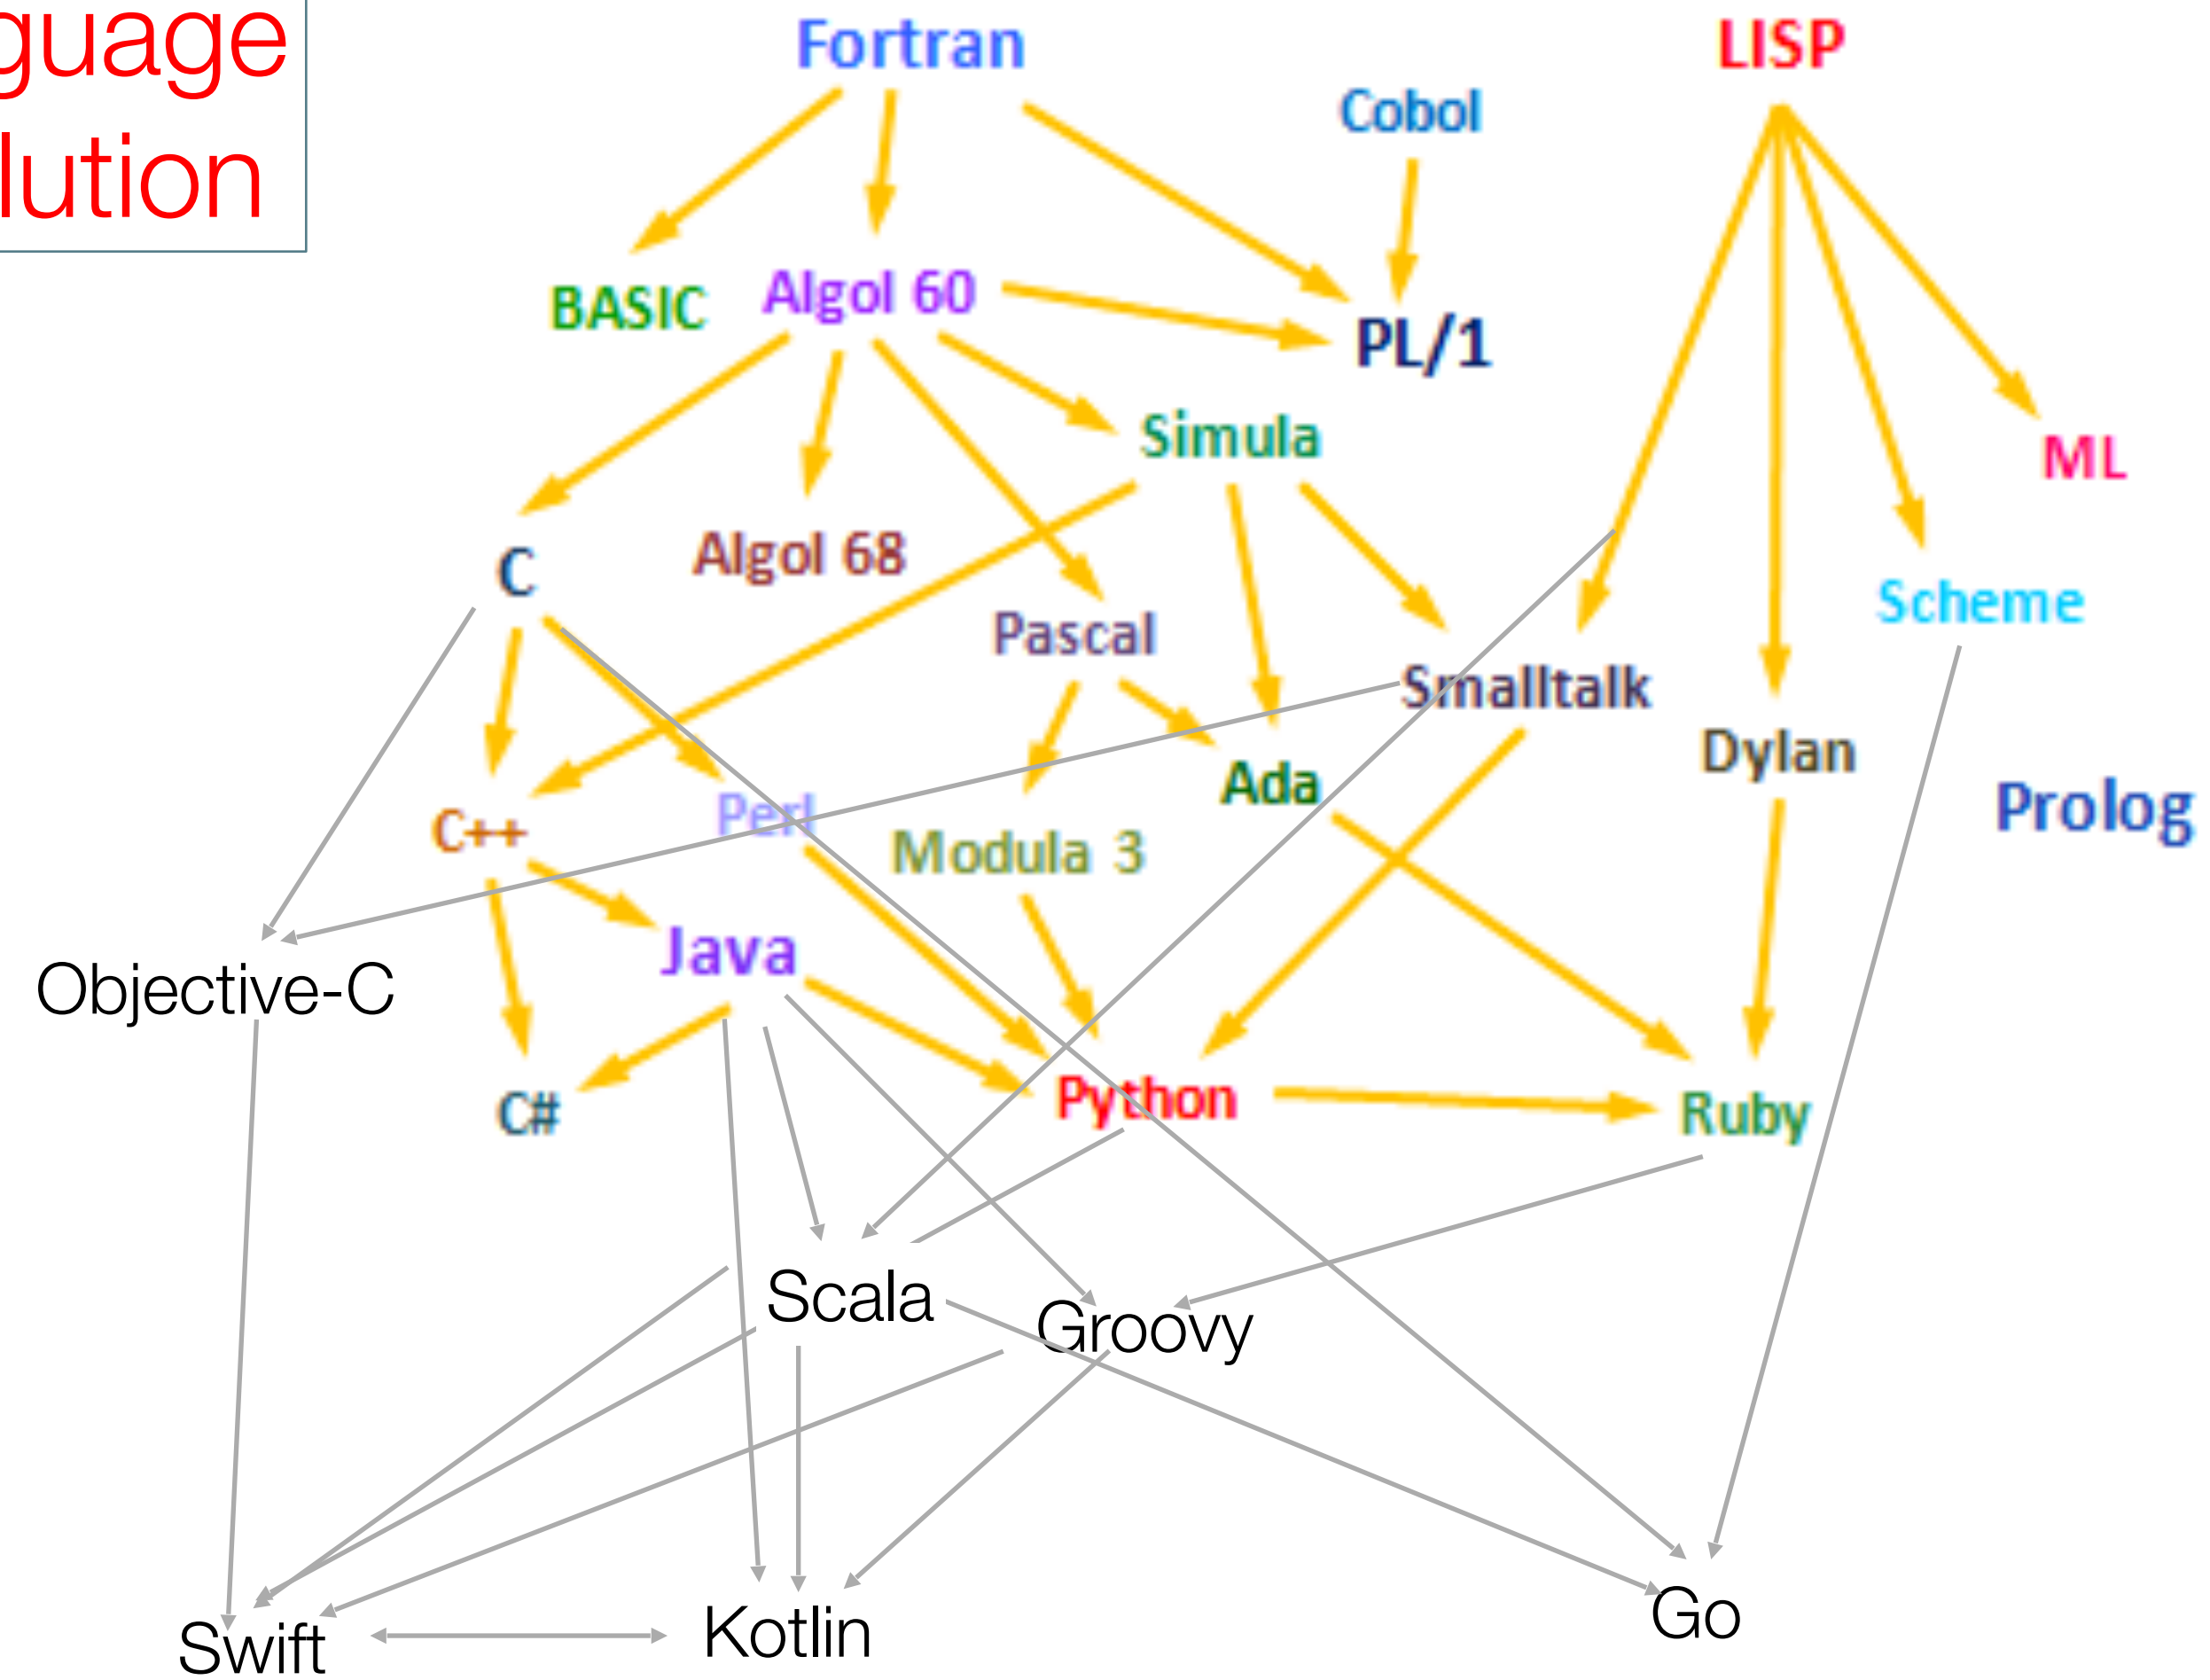 guage
lution
Fortran
LISP
Cobol
BASIC
Algol 60
PL/1
Simula
ML
C
Algol 68
Scheme
Pascal
Smalltalk
Dylan
Ada
Prolog
C++
Perl
Modula 3
Java
Objective-C
C#
Python
Ruby
Scala
Groovy
Go
Swift
Kotlin